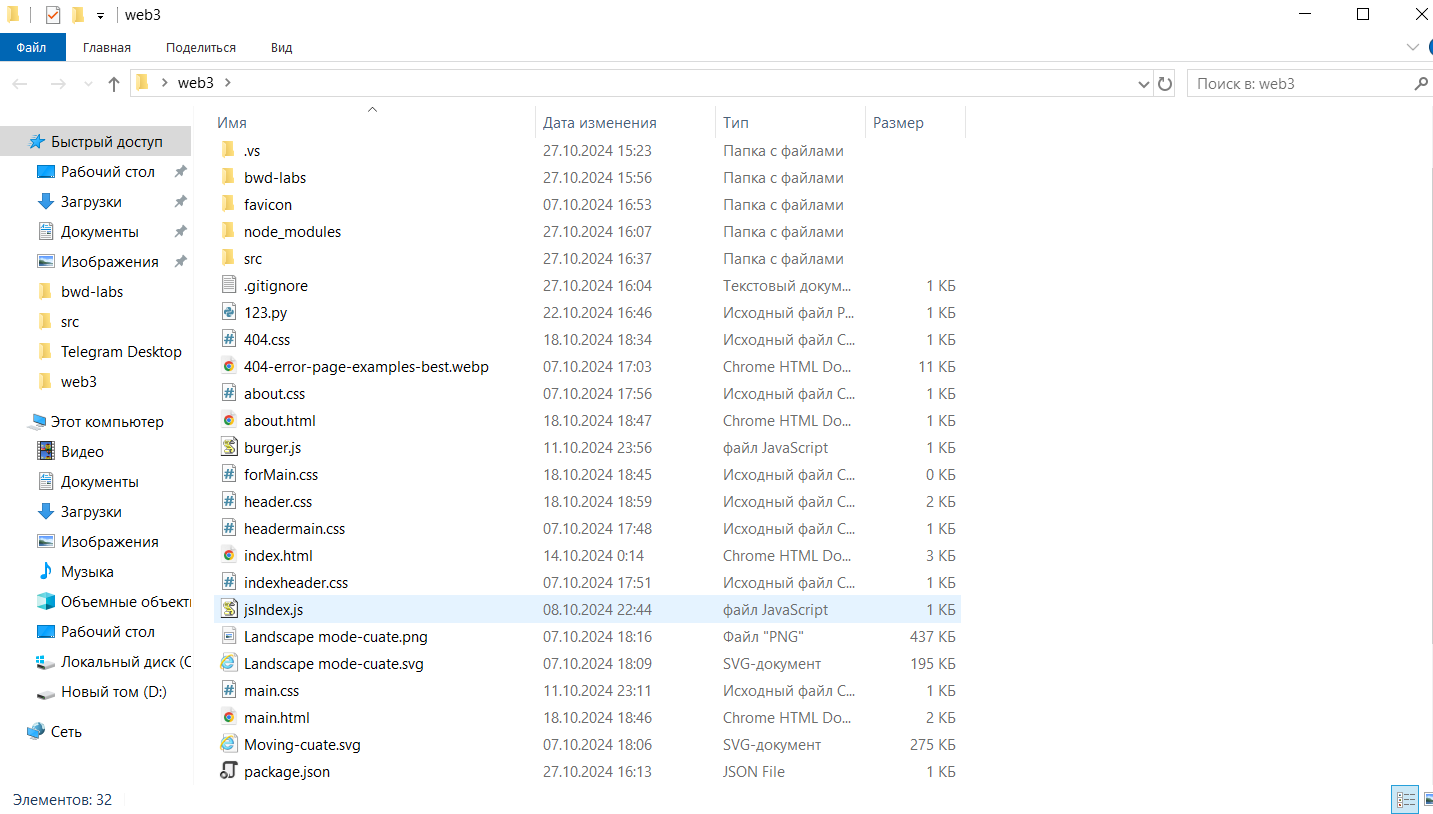 web3
Файл Главная Поделиться Вид
web3
Поиск в: web3
Имя Дата изменения Тип Размер
Быстрый доступ
Рабочий стол
Загрузки
Документы
Изображения
bwd-labs
src
Telegram Desktop
web3
Этот компьютер
Видео
Документы
Загрузки
Изображения
Музыка
Объемные объект
Рабочий стол
Локальный диск (C
Новый том (D:)
Сеть
.vs 27.10.2024 15:23 Папка с файлами
bwd-labs 27.10.2024 15:56 Папка с файлами
favicon 07.10.2024 16:53 Папка с файлами
node_modules 27.10.2024 16:07 Папка с файлами
src 27.10.2024 16:37 Папка с файлами
.gitignore 27.10.2024 16:04 Текстовый докум... 1 КБ
123.py 22.10.2024 16:46 Исходный файл P... 1 КБ
404.css 18.10.2024 18:34 Исходный файл C... 1 КБ
404-error-page-examples-best.webp 07.10.2024 17:03 Chrome HTML Do... 11 КБ
about.css 07.10.2024 17:56 Исходный файл C... 1 КБ
about.html 18.10.2024 18:47 Chrome HTML Do... 1 КБ
burger.js 11.10.2024 23:56 файл JavaScript 1 КБ
forMain.css 18.10.2024 18:45 Исходный файл C... 0 КБ
header.css 18.10.2024 18:59 Исходный файл C... 2 КБ
headermain.css 07.10.2024 17:48 Исходный файл C... 1 КБ
index.html 14.10.2024 0:14 Chrome HTML Do... 3 КБ
indexheader.css 07.10.2024 17:51 Исходный файл C... 1 КБ
jsIndex.js 08.10.2024 22:44 файл JavaScript 1 КБ
Landscape mode-cuate.png 07.10.2024 18:16 Файл "PNG" 437 КБ
Landscape mode-cuate.svg 07.10.2024 18:09 SVG-документ 195 КБ
main.css 11.10.2024 23:11 Исходный файл C... 1 КБ
main.html 18.10.2024 18:46 Chrome HTML Do... 2 КБ
Moving-cuate.svg 07.10.2024 18:06 SVG-документ 275 КБ
package.json 27.10.2024 16:13 JSON File 1 КБ
Элементов: 32